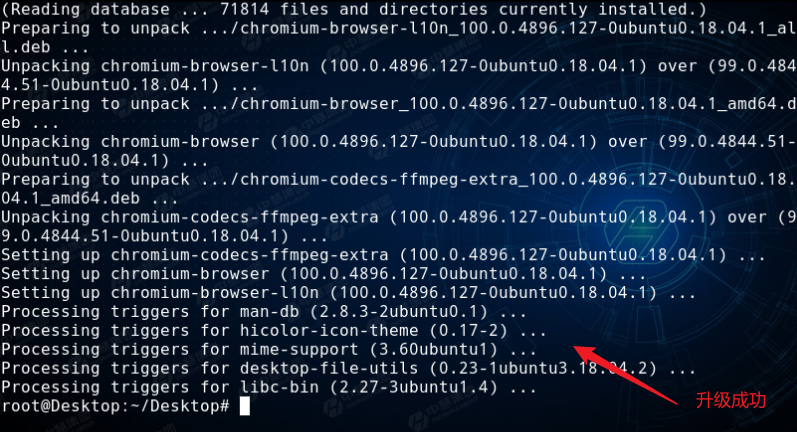 (Reading database ... 71814 files and directories currently installed.)
Preparing to unpack .../chromium-browser-l10n_100.0.4896.127-0ubuntu0.18.04.1_al
l.deb ...
Unpacking chromium-browser-l10n (100.0.4896.127-0ubuntu0.18.04.1) over (99.0.484
4.51-0ubuntu0.18.04.1) ...
Preparing to unpack .../chromium-browser_100.0.4896.127-0ubuntu0.18.04.1_amd64.d
eb ...
Unpacking chromium-browser (100.0.4896.127-0ubuntu0.18.04.1) over (99.0.4844.51-
0ubuntu0.18.04.1) ...
Preparing to unpack .../chromium-codecs-ffmpeg-extra_100.0.4896.127-0ubuntu0.18.
04.1_amd64.deb ...
Unpacking chromium-codecs-ffmpeg-extra (100.0.4896.127-0ubuntu0.18.04.1) over (9
9.0.4844.51-0ubuntu0.18.04.1) ...
Setting up chromium-codecs-ffmpeg-extra (100.0.4896.127-0ubuntu0.18.04.1) ...
Setting up chromium-browser (100.0.4896.127-0ubuntu0.18.04.1) ...
Setting up chromium-browser-l10n (100.0.4896.127-0ubuntu0.18.04.1) ...
Processing triggers for man-db (2.8.3-2ubuntu0.1) ...
Processing triggers for hicolor-icon-theme (0.17-2) ...
Processing triggers for mime-support (3.60ubuntu1) ...
Processing triggers for desktop-file-utils (0.23-1ubuntu3.18.04.2) ...
Processing triggers for libc-bin (2.27-3ubuntu1.4) ...
root@Desktop:~/Desktop#
升级成功